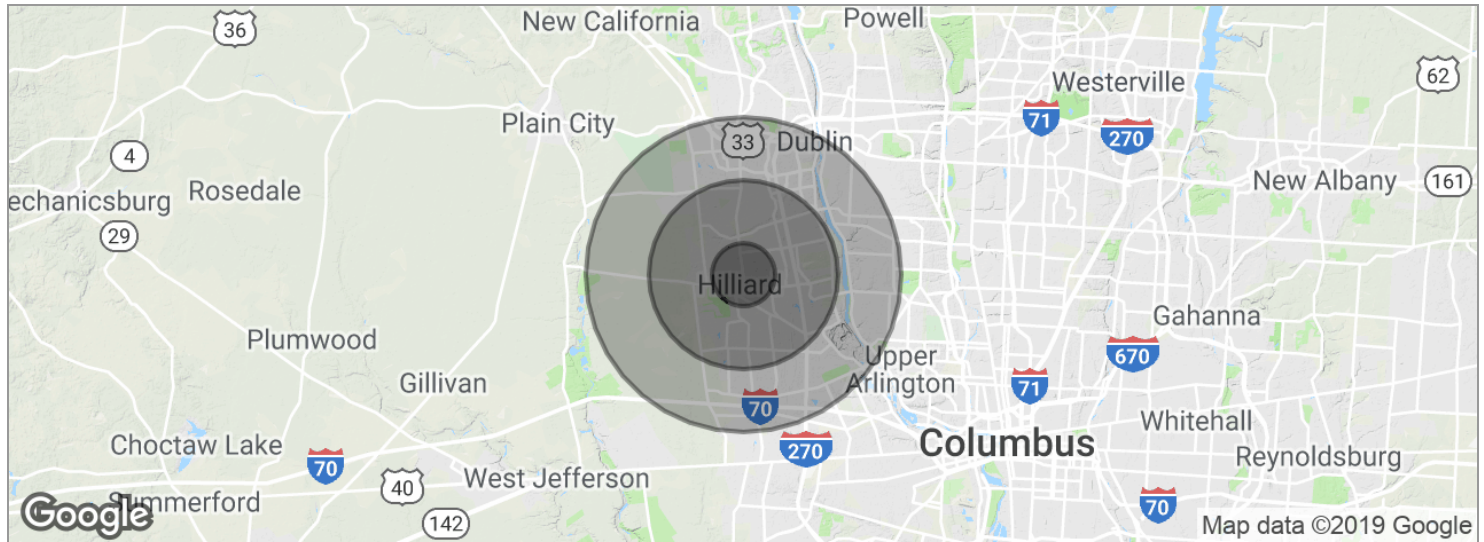 New California
Powell
36
62
Westerville
71
270
Plain City
33
Dublin
4
Rosedale
New Albany
161
echanicsburg
29
Hilliard
Gahanna
Plumwood
670
Upper
Arlington
Gillivan
71
70
Whitehall
Choctaw Lake
Columbus
270
Reynoldsburg
70
West Jefferson
40
Summerford
70
142
Google
Map data ©2019 Google